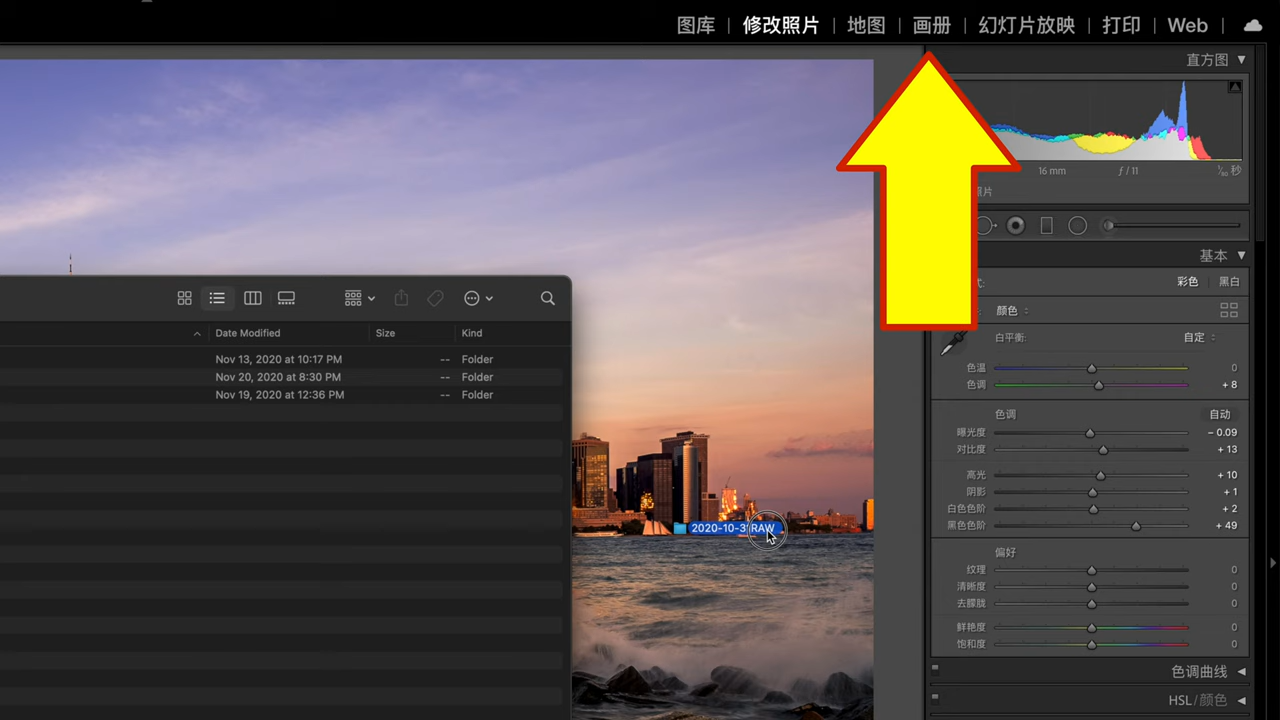 图库 | 修改照片 | 地图 | 画册 | 幻灯片放映 | 打印 | Web |
直方图
16 mm ƒ / 11 1/80 秒
照片
基本
彩色 黑白
颜色
白平衡: 自定
色温 0
色调 + 8
色调 自动
曝光度 − 0.09
对比度 + 13
高光 + 10
阴影 + 1
白色色阶 + 2
黑色色阶 + 49
偏好
纹理 0
清晰度 0
去朦胧 0
鲜艳度 0
饱和度 0
色调曲线
HSL / 颜色
Date Modified Size Kind
Nov 13, 2020 at 10:17 PM -- Folder
Nov 20, 2020 at 8:30 PM -- Folder
Nov 19, 2020 at 12:36 PM -- Folder